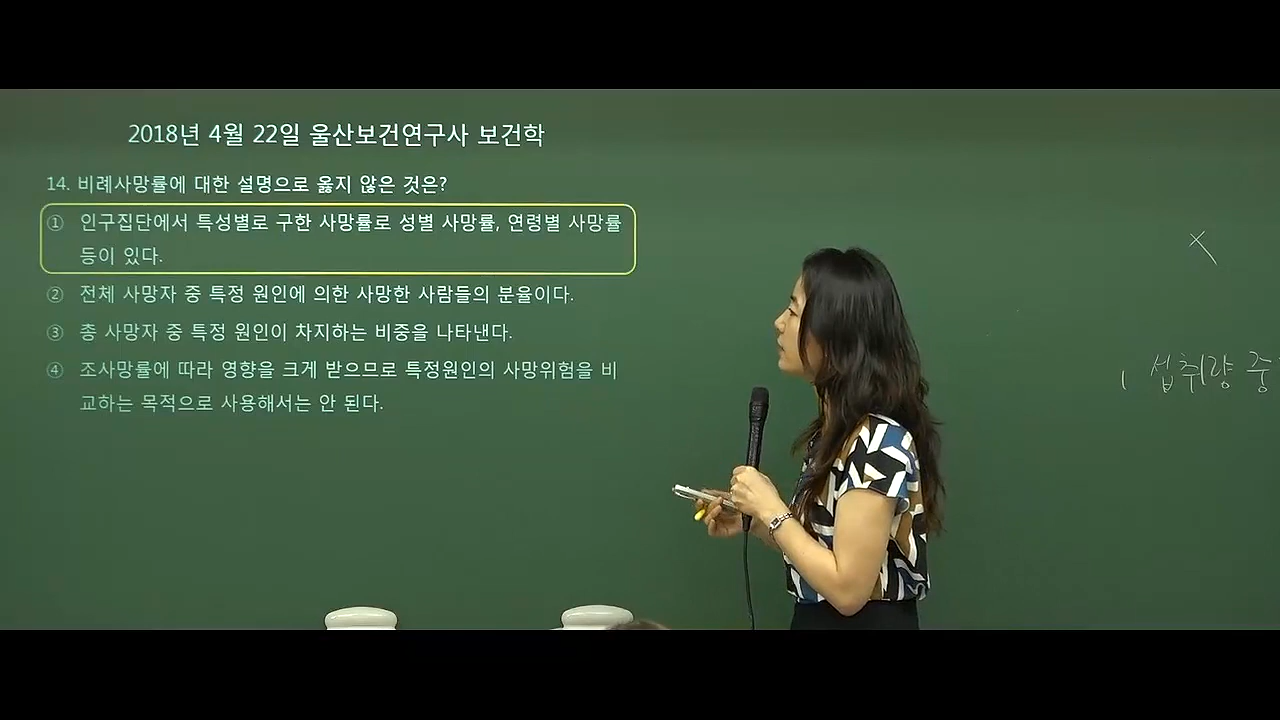 2018년 4월 22일 울산보건연구사 보건학
14. 비례사망률에 대한 설명으로 옳지 않은 것은?
① 인구집단에서 특성별로 구한 사망률로 성별 사망률, 연령별 사망률
등이 있다.
② 전체 사망자 중 특정 원인에 의한 사망한 사람들의 분율이다.
③ 총 사망자 중 특정 원인이 차지하는 비중을 나타낸다.
④ 조사망률에 따라 영향을 크게 받으므로 특정원인의 사망위험을 비
교하는 목적으로 사용해서는 안 된다.
섭취량 중